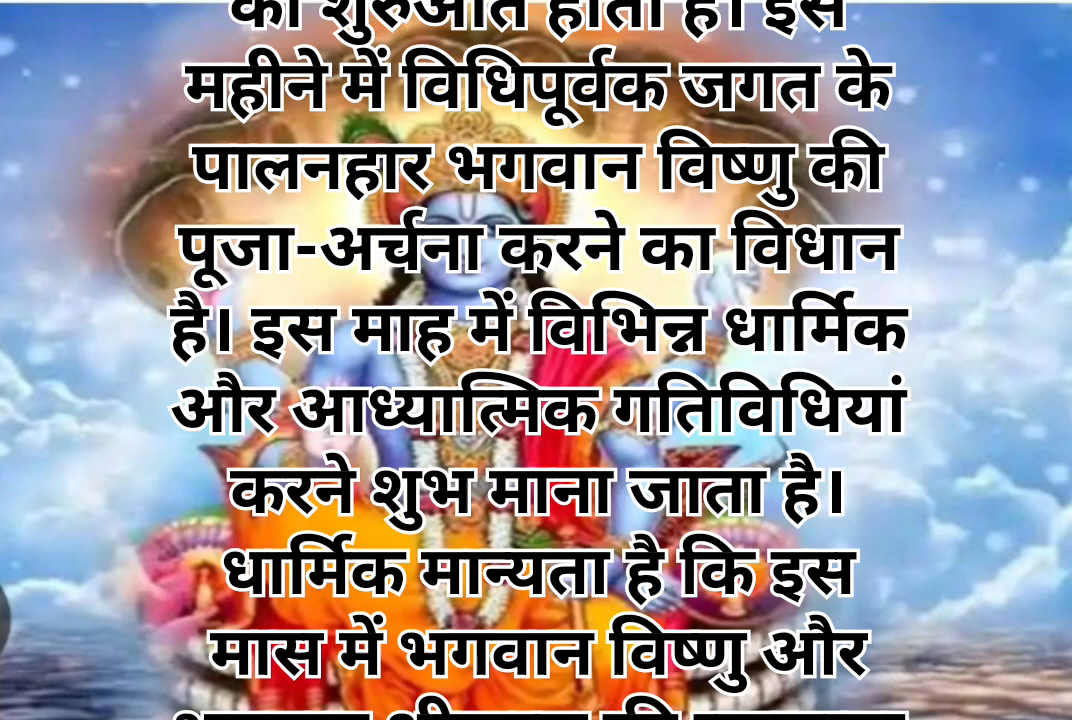 की शुरुआत होती है। इस
महीने में विधिपूर्वक जगत के
पालनहार भगवान विष्णु की
पूजा-अर्चना करने का विधान
है। इस माह में विभिन्न धार्मिक
और आध्यात्मिक गतिविधियां
करने शुभ माना जाता है।
धार्मिक मान्यता है कि इस
मास में भगवान विष्णु और